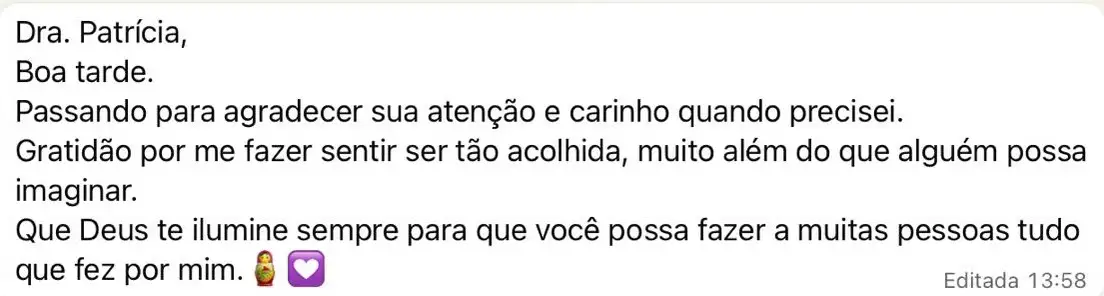 Dra. Patrícia,
Boa tarde.
Passando para agradecer sua atenção e carinho quando precisei.
Gratidão por me fazer sentir ser tão acolhida, muito além do que alguém possa
imaginar.
Que Deus te ilumine sempre para que você possa fazer a muitas pessoas tudo
que fez por mim. 🪆💟
Editada 13:58